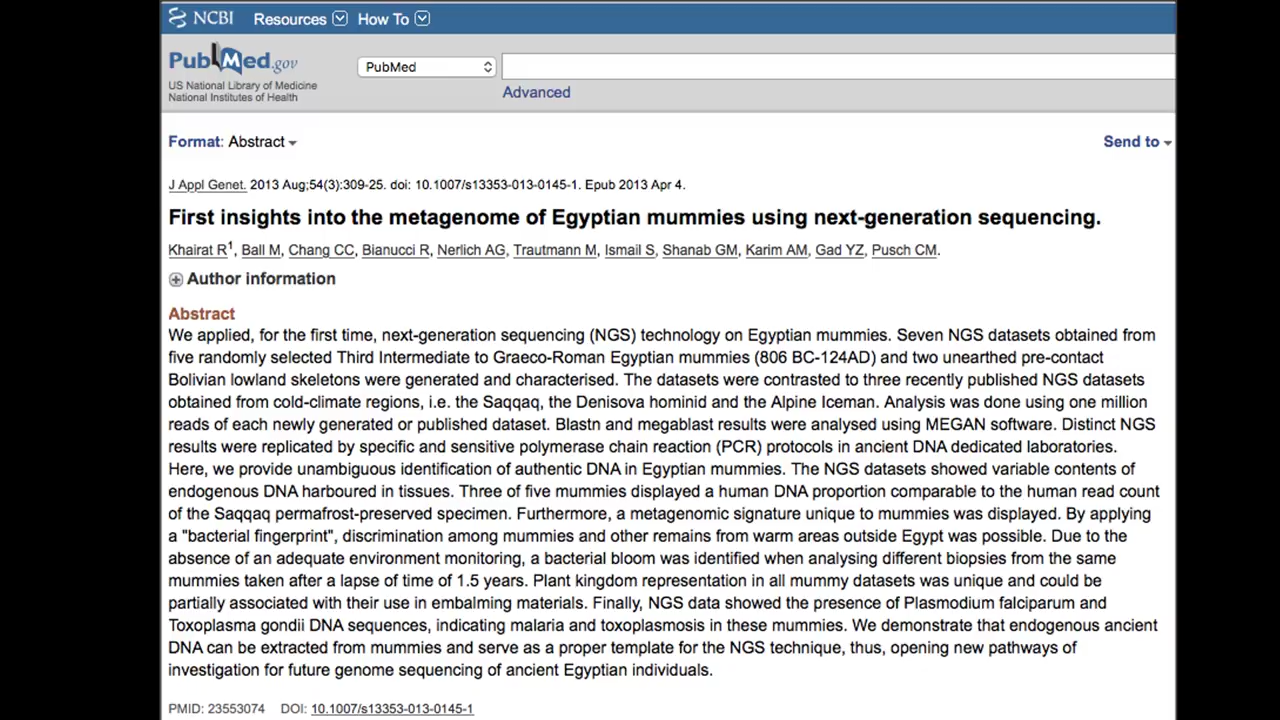 NCBI Resources How To
PubMed.gov
US National Library of Medicine
National Institutes of Health
PubMed
Advanced
Format: Abstract
Send to
J Appl Genet. 2013 Aug;54(3):309-25. doi: 10.1007/s13353-013-0145-1. Epub 2013 Apr 4.
First insights into the metagenome of Egyptian mummies using next-generation sequencing.
Khairat R1, Ball M, Chang CC, Bianucci R, Nerlich AG, Trautmann M, Ismail S, Shanab GM, Karim AM, Gad YZ, Pusch CM.
Author information
Abstract
We applied, for the first time, next-generation sequencing (NGS) technology on Egyptian mummies. Seven NGS datasets obtained from
five randomly selected Third Intermediate to Graeco-Roman Egyptian mummies (806 BC-124AD) and two unearthed pre-contact
Bolivian lowland skeletons were generated and characterised. The datasets were contrasted to three recently published NGS datasets
obtained from cold-climate regions, i.e. the Saqqaq, the Denisova hominid and the Alpine Iceman. Analysis was done using one million
reads of each newly generated or published dataset. Blastn and megablast results were analysed using MEGAN software. Distinct NGS
results were replicated by specific and sensitive polymerase chain reaction (PCR) protocols in ancient DNA dedicated laboratories.
Here, we provide unambiguous identification of authentic DNA in Egyptian mummies. The NGS datasets showed variable contents of
endogenous DNA harboured in tissues. Three of five mummies displayed a human DNA proportion comparable to the human read count
of the Saqqaq permafrost-preserved specimen. Furthermore, a metagenomic signature unique to mummies was displayed. By applying
a "bacterial fingerprint", discrimination among mummies and other remains from warm areas outside Egypt was possible. Due to the
absence of an adequate environment monitoring, a bacterial bloom was identified when analysing different biopsies from the same
mummies taken after a lapse of time of 1.5 years. Plant kingdom representation in all mummy datasets was unique and could be
partially associated with their use in embalming materials. Finally, NGS data showed the presence of Plasmodium falciparum and
Toxoplasma gondii DNA sequences, indicating malaria and toxoplasmosis in these mummies. We demonstrate that endogenous ancient
DNA can be extracted from mummies and serve as a proper template for the NGS technique, thus, opening new pathways of
investigation for future genome sequencing of ancient Egyptian individuals.
PMID: 23553074 DOI: 10.1007/s13353-013-0145-1